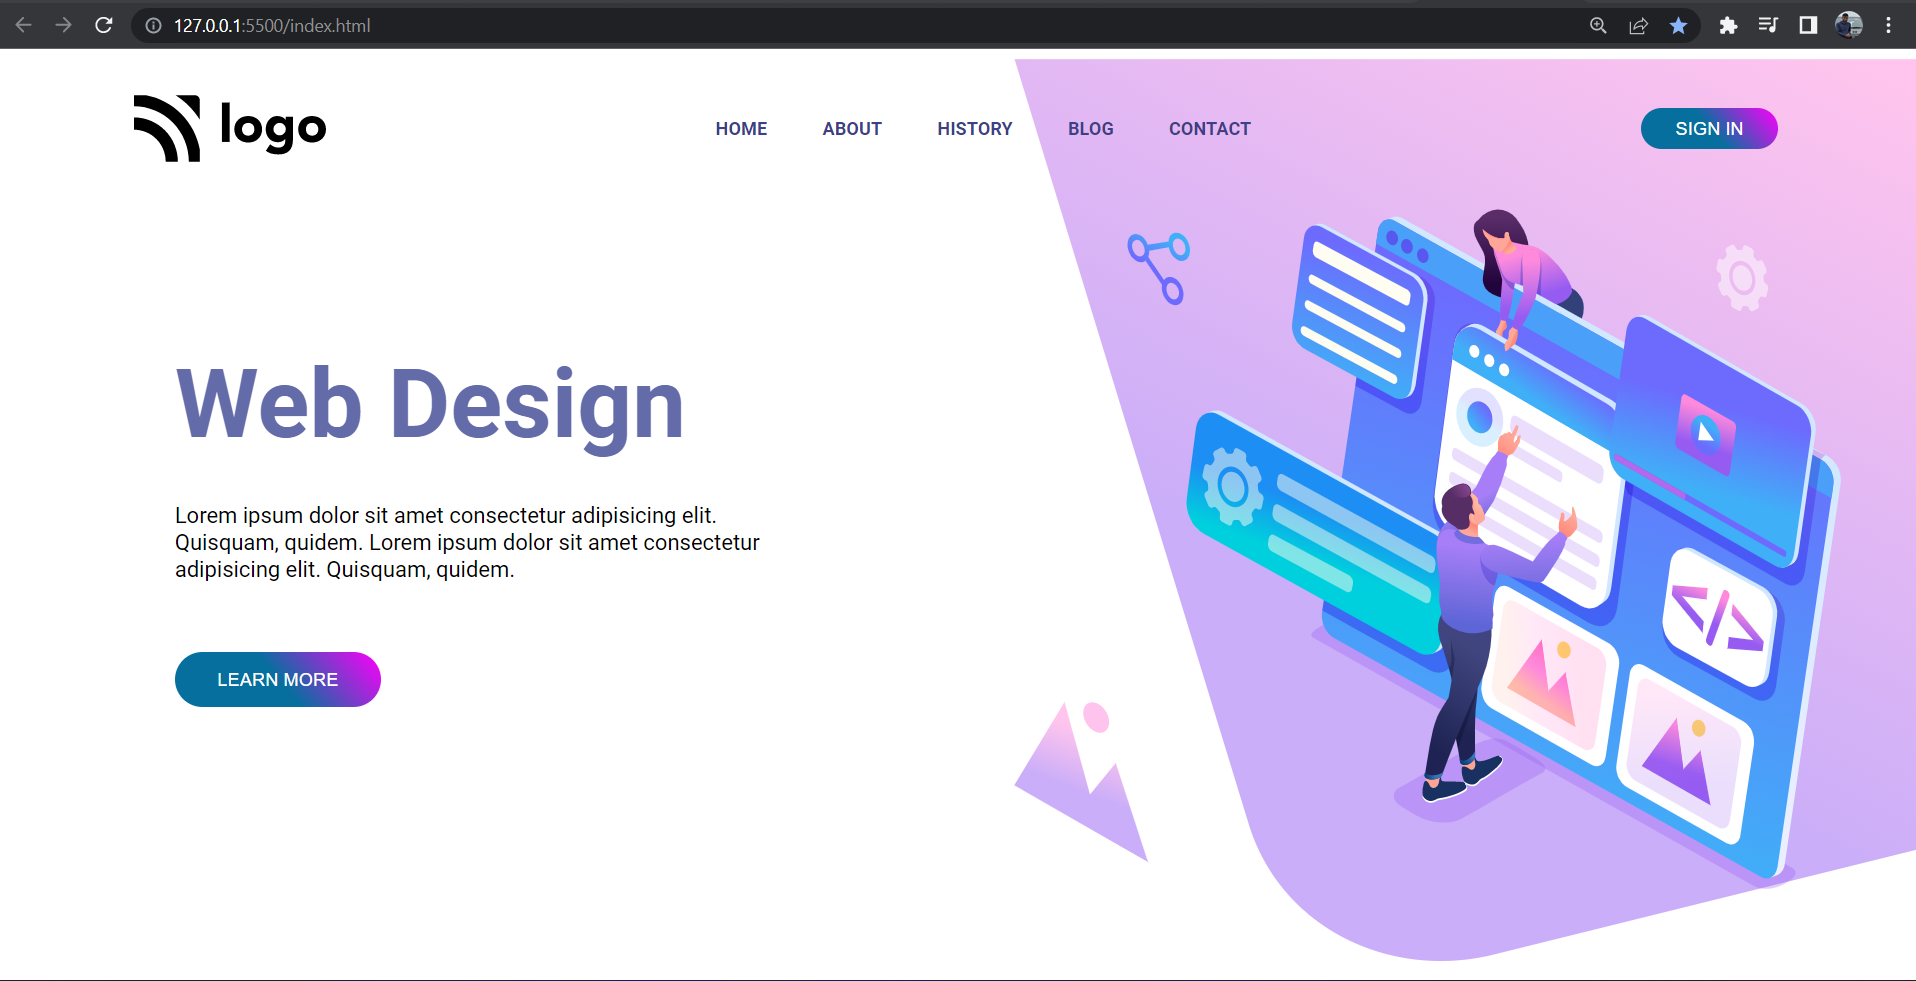 127.0.0.1:5500/index.html
logo
HOME ABOUT HISTORY BLOG CONTACT
SIGN IN
Web Design
Lorem ipsum dolor sit amet consectetur adipisicing elit.
Quisquam, quidem. Lorem ipsum dolor sit amet consectetur
adipisicing elit. Quisquam, quidem.
LEARN MORE